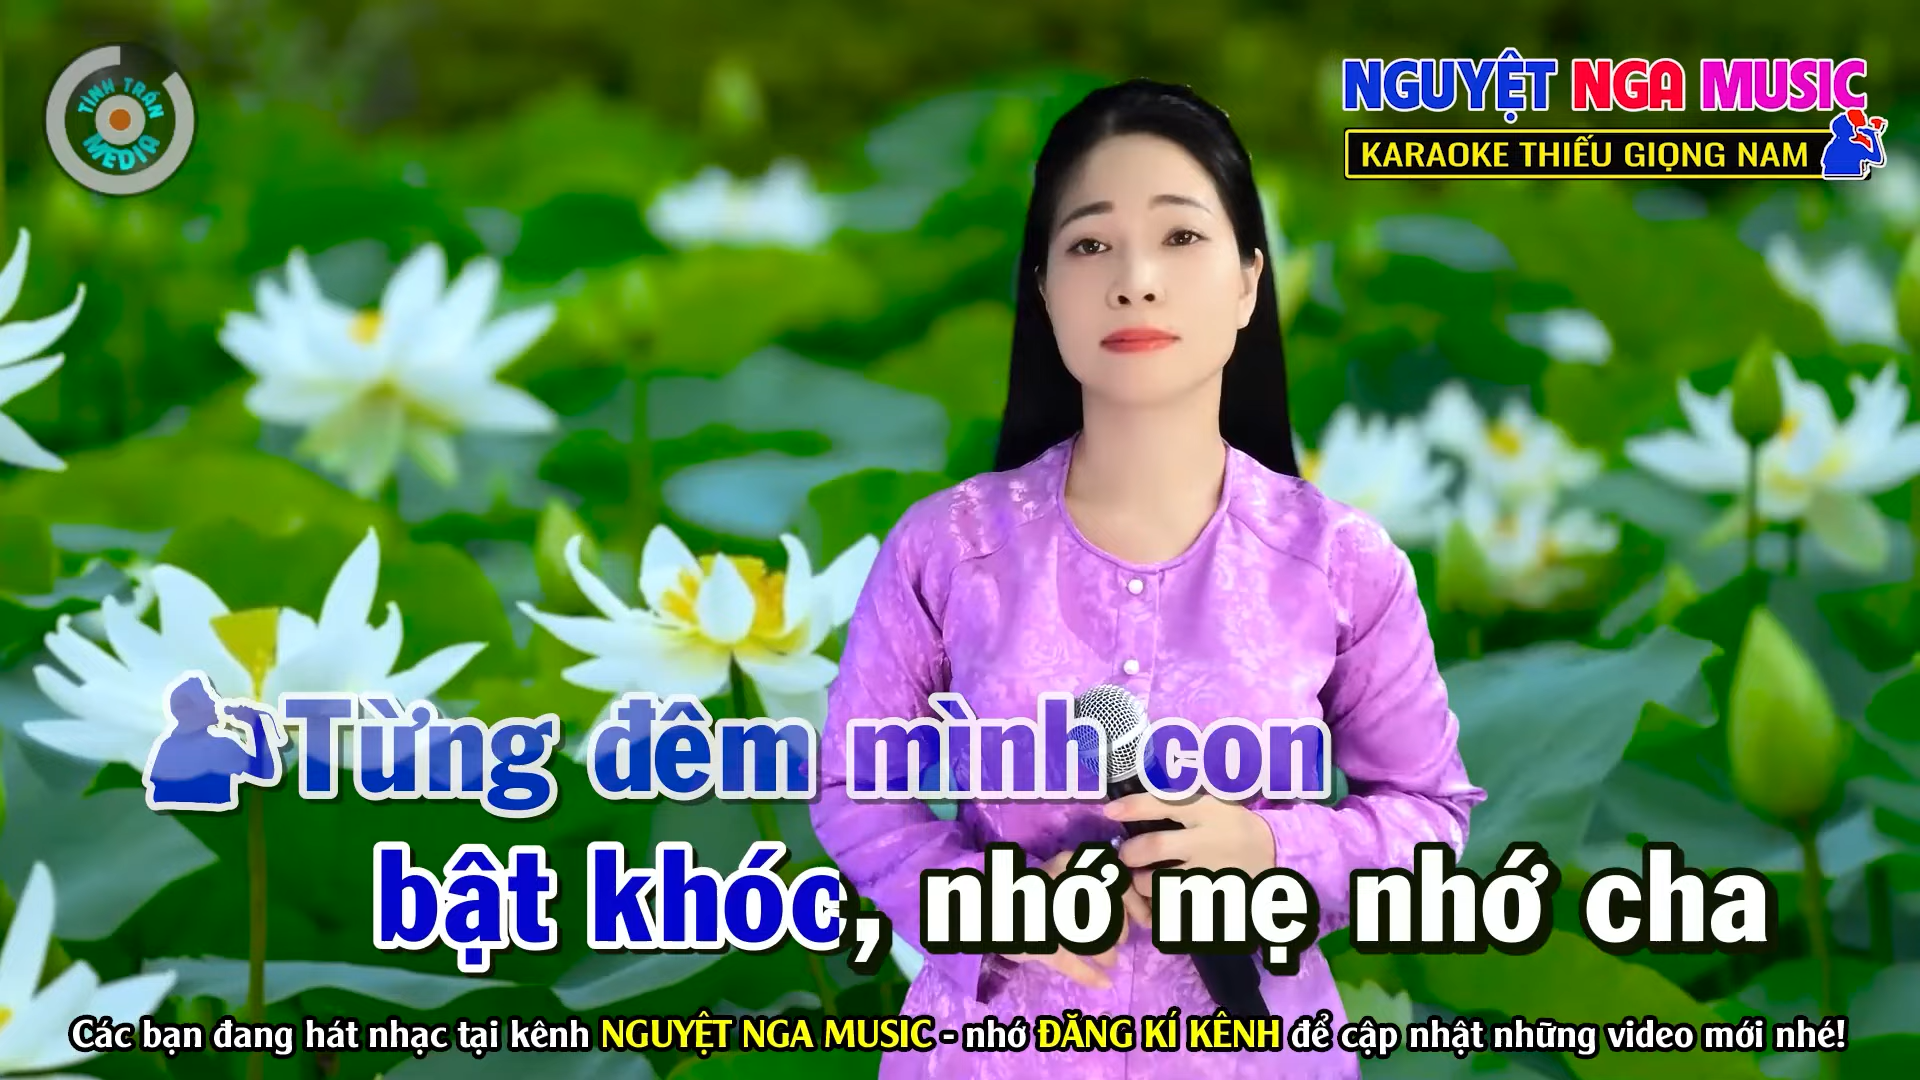 TÌNH TRẦN
MEDIA
NGUYỆT NGA MUSIC
KARAOKE THIẾU GIỌNG NAM
Từng đêm mình con
bật khóc, nhớ mẹ nhớ cha
Các bạn đang hát nhạc tại kênh NGUYỆT NGA MUSIC - nhớ ĐĂNG KÍ KÊNH để cập nhật những video mới nhé!